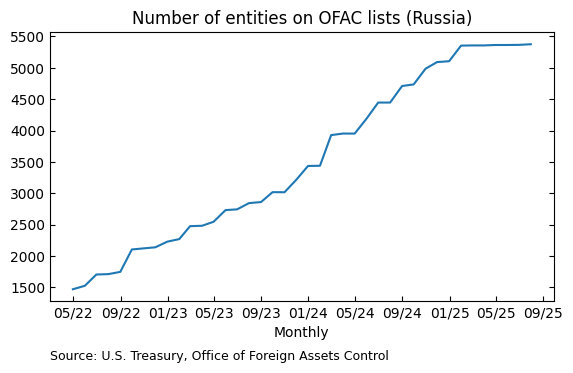 Number of entities on OFAC lists (Russia)
5500
5000
4500
4000
3500
3000
2500
2000
1500
05/22 09/22 01/23 05/23 09/23 01/24 05/24 09/24 01/25 05/25 09/25
Monthly
Source: U.S. Treasury, Office of Foreign Assets Control